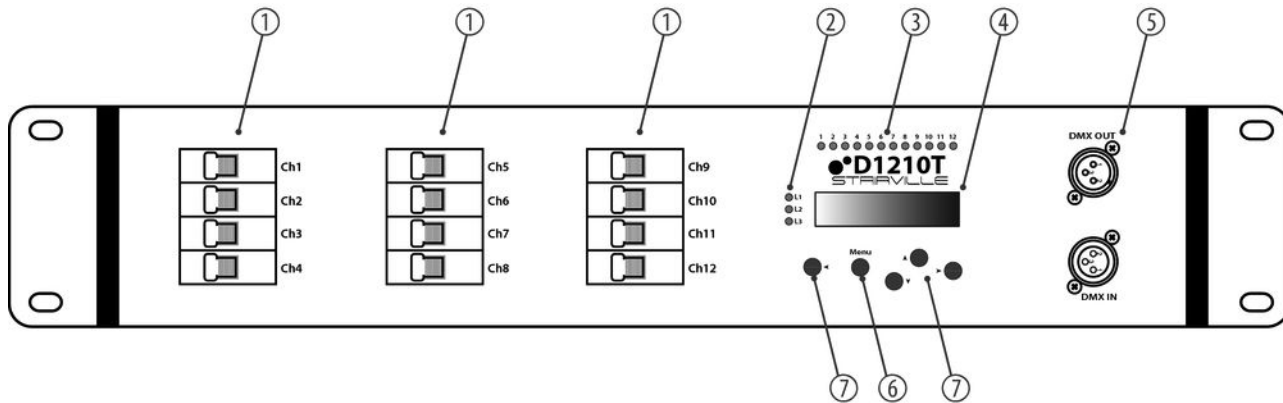 ① ① ① ② ③ ④ ⑤
1 2 3 4 5 6 7 8 9 10 11 12
D1210T
STAIRVILLE
DMX OUT
Ch1 Ch5 Ch9
Ch2 Ch6 Ch10
Ch3 Ch7 Ch11
Ch4 Ch8 Ch12
L1
L2
L3
Menu
DMX IN
⑦ ⑥ ⑦